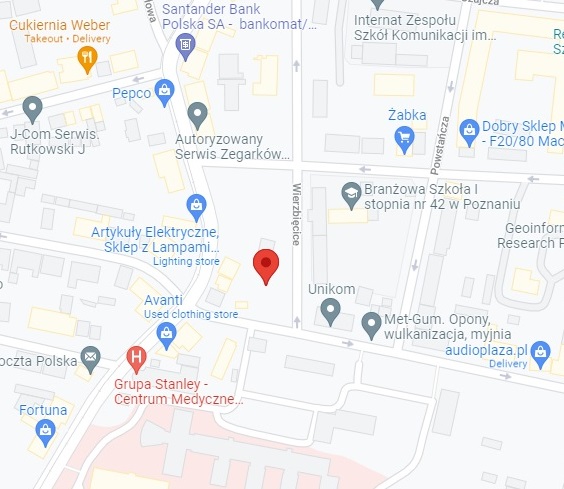 Santander Bank
Polska SA - bankomat/...
Cukiernia Weber
Takeout • Delivery
Internat Zespołu
Szkół Komunikacji im...
Pepco
J-Com Serwis.
Rutkowski J
Autoryzowany
Serwis Zegarków...
Żabka
Powstańcza
Dobry Sklep M
- F20/80 Mac
Wierzbięcice
Branżowa Szkoła I
stopnia nr 42 w Poznaniu
Artykuły Elektryczne,
Sklep z Lampami...
Lighting store
Geoinform
Research F
Unikom
Avanti
Used clothing store
Met-Gum. Opony,
wulkanizacja, myjnia
audioplaza.pl
Delivery
oczta Polska
Grupa Stanley -
Centrum Medyczne...
Fortuna